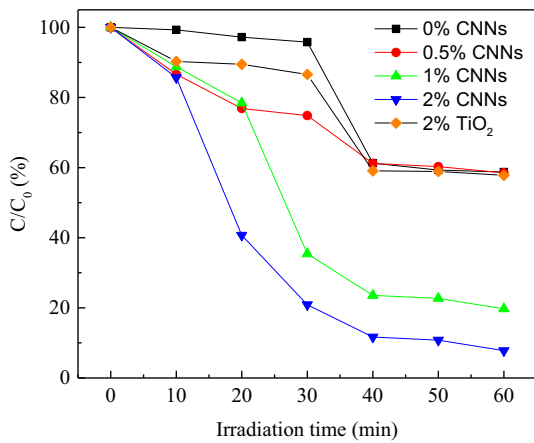 100
80
60
40
20
0
C/C₀ (%)
0% CNNs
0.5% CNNs
1% CNNs
2% CNNs
2% TiO₂
0 10 20 30 40 50 60
Irradiation time (min)